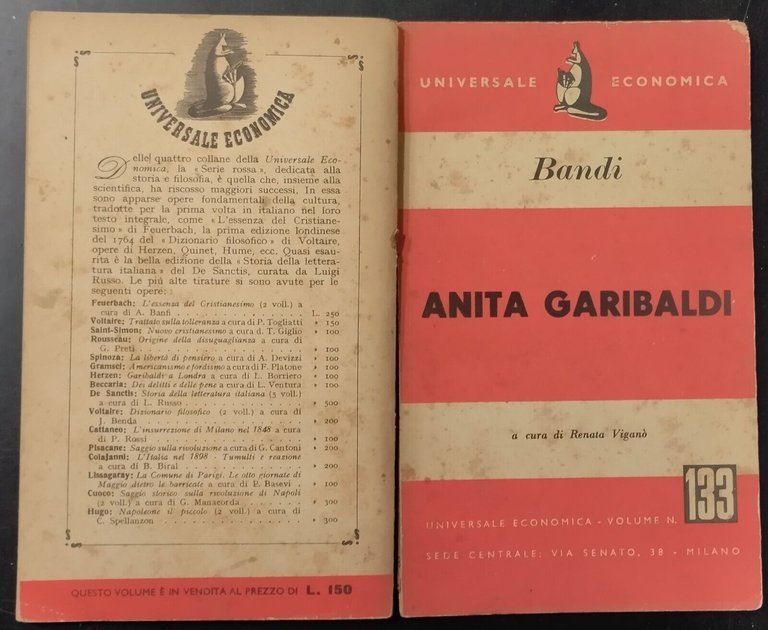 UNIVERSALE ECONOMICA
Delle quattro collane della Universale Eco-
nomica, la «Serie rossa», dedicata alla
storia e filosofia, è quella che, insieme alla
scientifica, ha riscosso maggiori successi. In essa
sono apparse opere fondamentali della cultura,
tradotte per la prima volta in italiano nel loro
testo integrale, come «L'essenza del Cristiane-
simo» di Feuerbach, la prima edizione londinese
del 1764 del «Dizionario filosofico» di Voltaire,
opere di Herzen, Quinet, Hume, ecc. Quasi esau-
rita è la bella edizione della «Storia della lettera-
tura italiana» del De Sanctis, curata da Luigi
Russo. Le più alte tirature si sono avute per le
seguenti opere:
Feuerbach: L'essenza del Cristianesimo (2 voll.) a
cura di A. Banfi . . . . . . . . L. 250
Voltaire: Trattato sulla tolleranza a cura di P. Togliatti » 150
Saint-Simon: Nuovo cristianesimo a cura d. T. Giglio » 100
Rousseau: Origine della disuguaglianza a cura di
G. Preti . . . . . . . . » 100
Spinoza: La libertà di pensiero a cura di A. Devizzi » 100
Gramsci: Americanismo e fordismo a cura di F. Platone » 100
Herzen: Garibaldi a Londra a cura di L. Borriero » 100
Beccaria: Dei delitti e delle pene a cura di L. Ventura » 100
De Sanctis: Storia della letteratura italiana (5 voll.)
a cura di L. Russo . . . . . . . . » 500
Voltaire: Dizionario filosofico (2 voll.) a cura di
J. Benda . . . . . . . . » 200
Cattaneo: L'insurrezione di Milano nel 1848 a cura
di P. Rossi . . . . . . . . » 100
Pisacane: Saggio sulla rivoluzione a cura di G. Cantoni » 200
Colajanni: L'Italia nel 1898 - Tumulti e reazione
a cura di B. Biral . . . . . . . . » 200
Lissagaray: La Comune di Parigi. Le otto giornate di
Maggio dietro le barricate a cura di E. Basevi . . » 100
Cuoco: Saggio storico sulla rivoluzione di Napoli
(2 voll.) a cura di G. Manacorda . . . . . . » 300
Hugo: Napoleone il piccolo (2 voll.) a cura di
C. Spellanzon . . . . . . . . » 300
QUESTO VOLUME È IN VENDITA AL PREZZO DI L. 150
UNIVERSALE ECONOMICA
Bandi
ANITA GARIBALDI
a cura di Renata Viganò
UNIVERSALE ECONOMICA - VOLUME N. 133
SEDE CENTRALE: VIA SENATO, 38 - MILANO